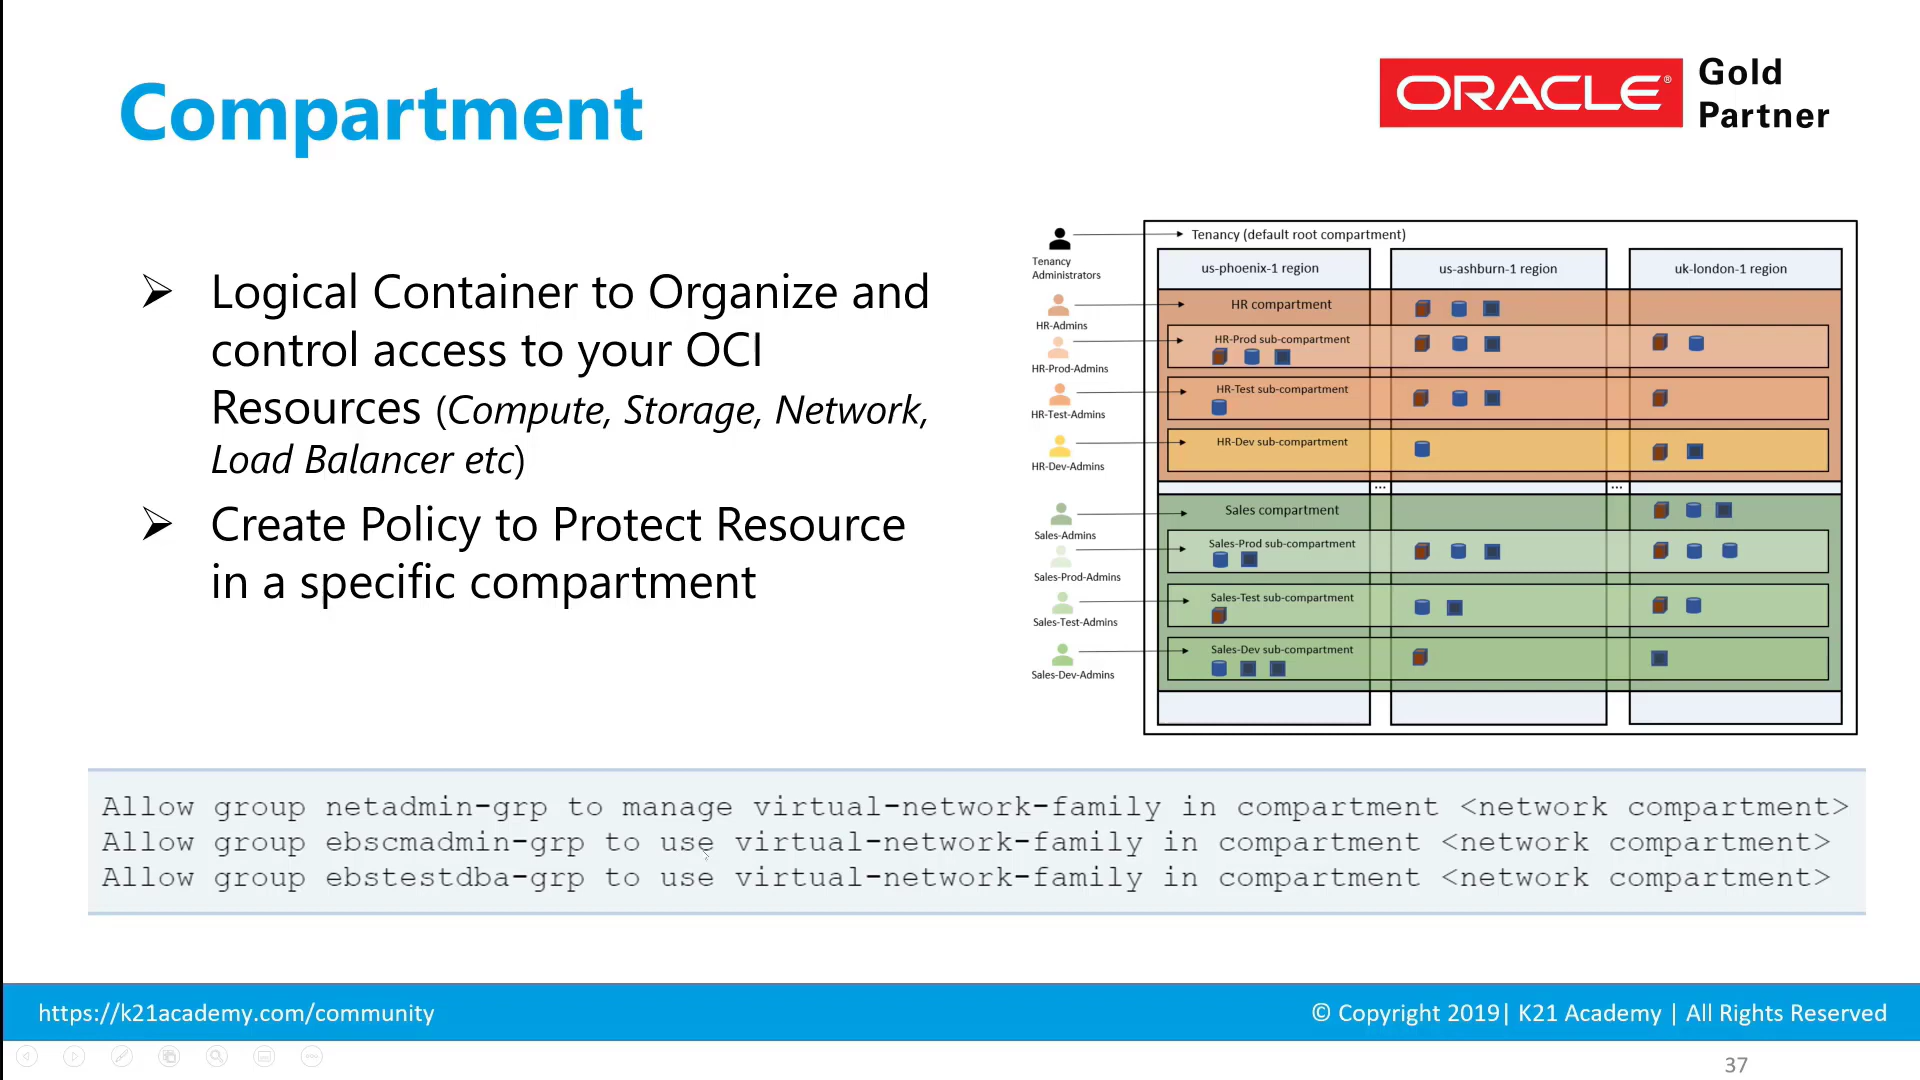 Compartment
ORACLE®
Gold
Partner
➢ Logical Container to Organize and
control access to your OCI
Resources (Compute, Storage, Network,
Load Balancer etc)
➢ Create Policy to Protect Resource
in a specific compartment
Tenancy
Administrators
HR-Admins
HR-Prod-Admins
HR-Test-Admins
HR-Dev-Admins
Sales-Admins
Sales-Prod-Admins
Sales-Test-Admins
Sales-Dev-Admins
Tenancy (default root compartment)
us-phoenix-1 region
us-ashburn-1 region
uk-london-1 region
HR compartment
HR-Prod sub-compartment
HR-Test sub-compartment
HR-Dev sub-compartment
...
...
Sales compartment
Sales-Prod sub-compartment
Sales-Test sub-compartment
Sales-Dev sub-compartment
Allow group netadmin-grp to manage virtual-network-family in compartment <network compartment>
Allow group ebscmadmin-grp to use virtual-network-family in compartment <network compartment>
Allow group ebstestdba-grp to use virtual-network-family in compartment <network compartment>
https://k21academy.com/community
© Copyright 2019| K21 Academy | All Rights Reserved
37